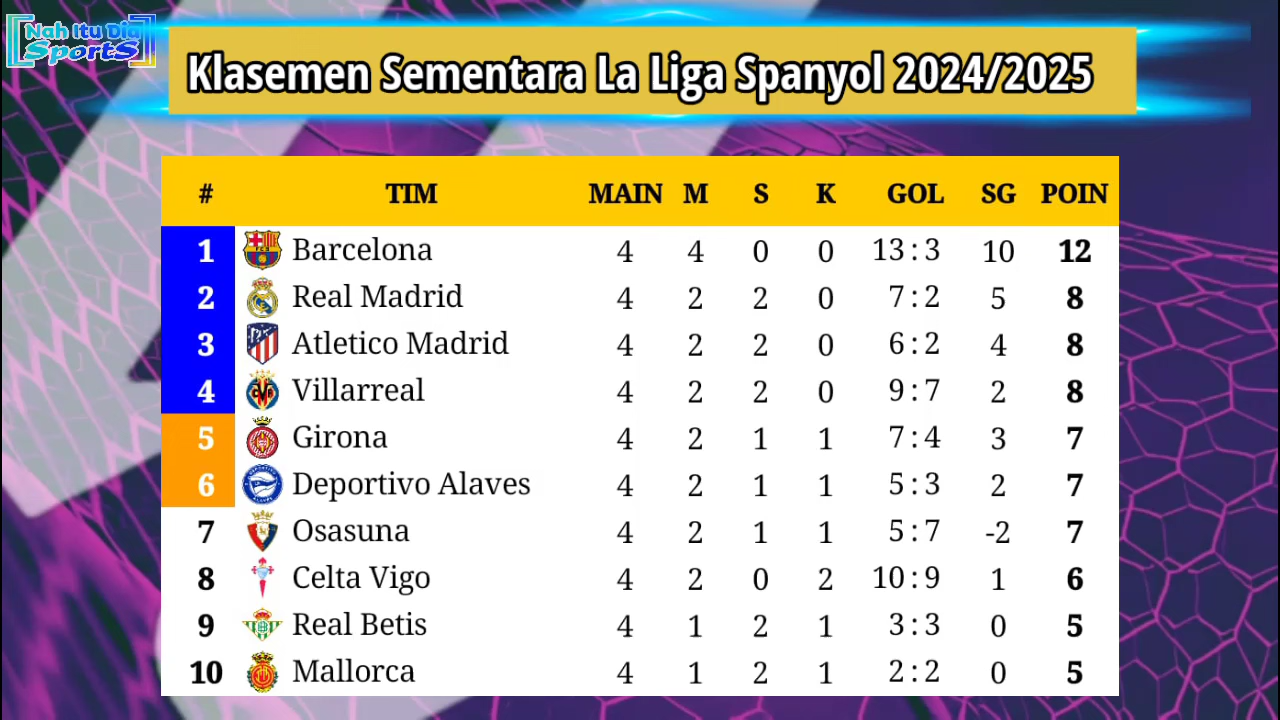 Nah Itu Dia
Sports
Klasemen Sementara La Liga Spanyol 2024/2025
# TIM MAIN M S K GOL SG POIN
1 Barcelona 4 4 0 0 13:3 10 12
2 Real Madrid 4 2 2 0 7:2 5 8
3 Atletico Madrid 4 2 2 0 6:2 4 8
4 Villarreal 4 2 2 0 9:7 2 8
5 Girona 4 2 1 1 7:4 3 7
6 Deportivo Alaves 4 2 1 1 5:3 2 7
7 Osasuna 4 2 1 1 5:7 -2 7
8 Celta Vigo 4 2 0 2 10:9 1 6
9 Real Betis 4 1 2 1 3:3 0 5
10 Mallorca 4 1 2 1 2:2 0 5